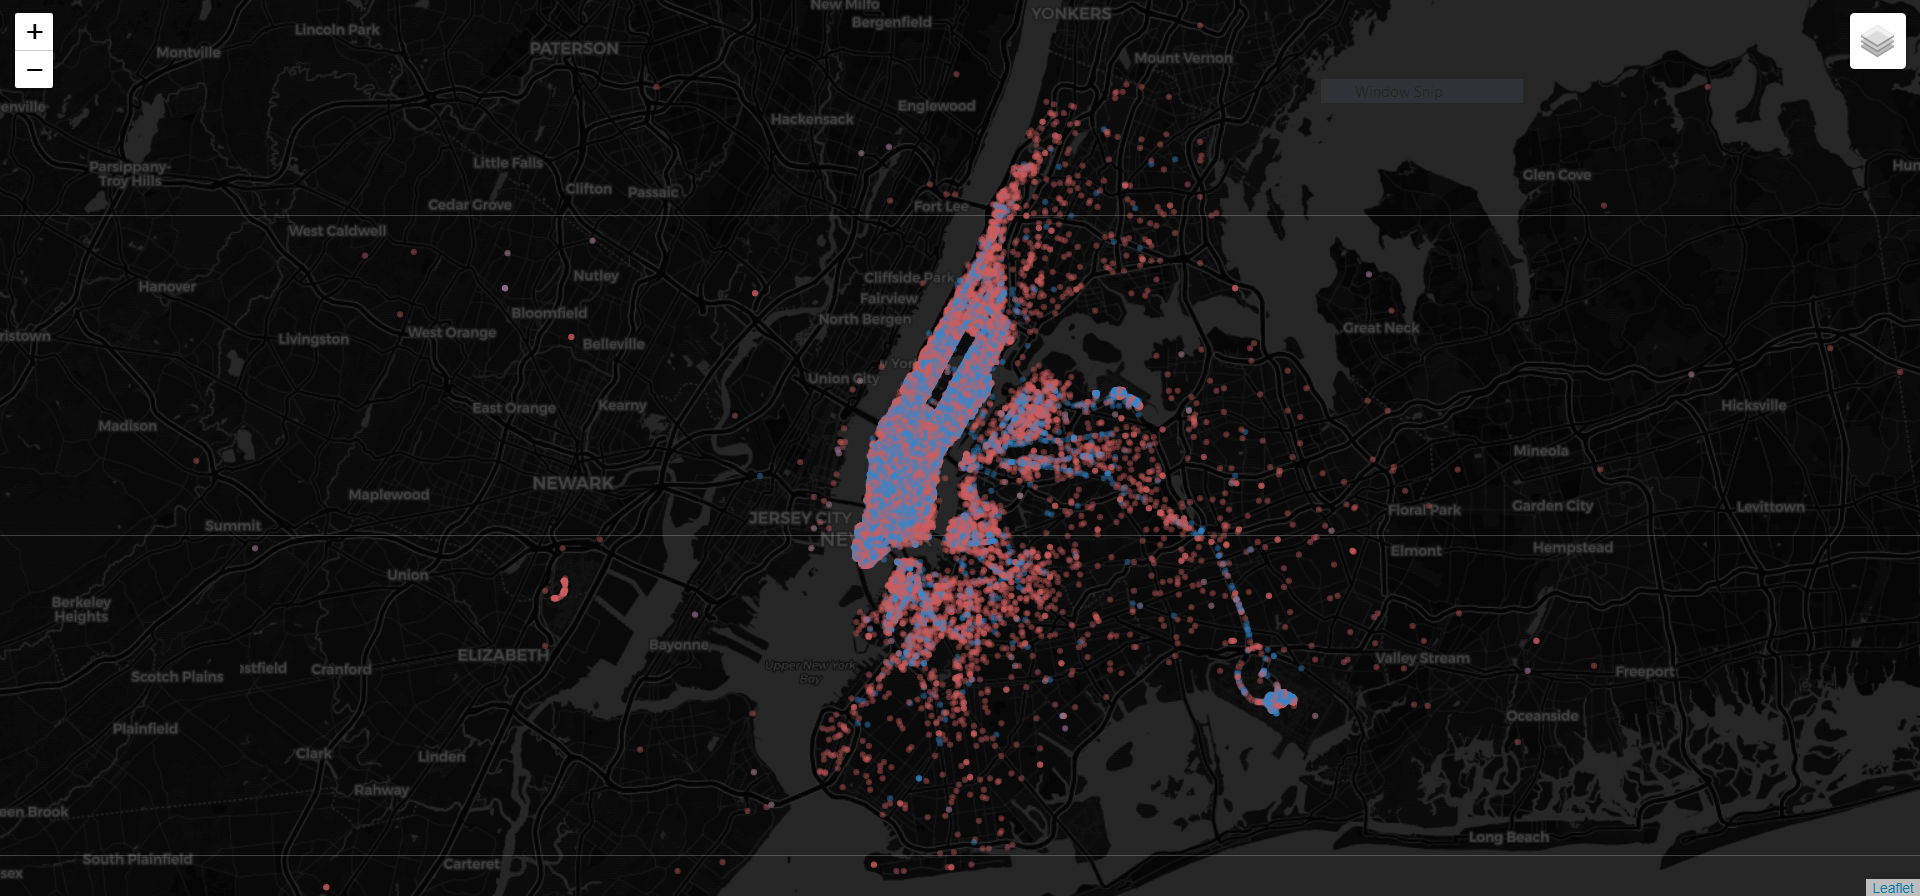 +
−
New Milfo
YONKERS
Bergenfield
Lincoln Park
PATERSON
Montville
Mount Vernon
Window Snip
enville
Englewood
Hackensack
Little Falls
Parsippany-
Troy Hills
Glen Cove
Hun
Clifton
Passaic
Cedar Grove
Fort Lee
West Caldwell
Nutley
Cliffside Park
Hanover
Fairview
Bloomfield
North Bergen
Great Neck
ristown
Livingston
West Orange
Belleville
Yor
Union City
East Orange
Kearny
Hicksville
Madison
Mineola
NEWARK
Maplewood
JERSEY CITY
Garden City
Levittown
Floral Park
Summit
NEW
Elmont
Hempstead
Union
Berkeley
Heights
Bayonne
ELIZABETH
Upper New York
Bay
Valley Stream
estfield
Cranford
Scotch Plains
Freeport
Oceanside
Plainfield
Clark
Linden
Rahway
een Brook
Long Beach
South Plainfield
Carteret
sex
Leaflet